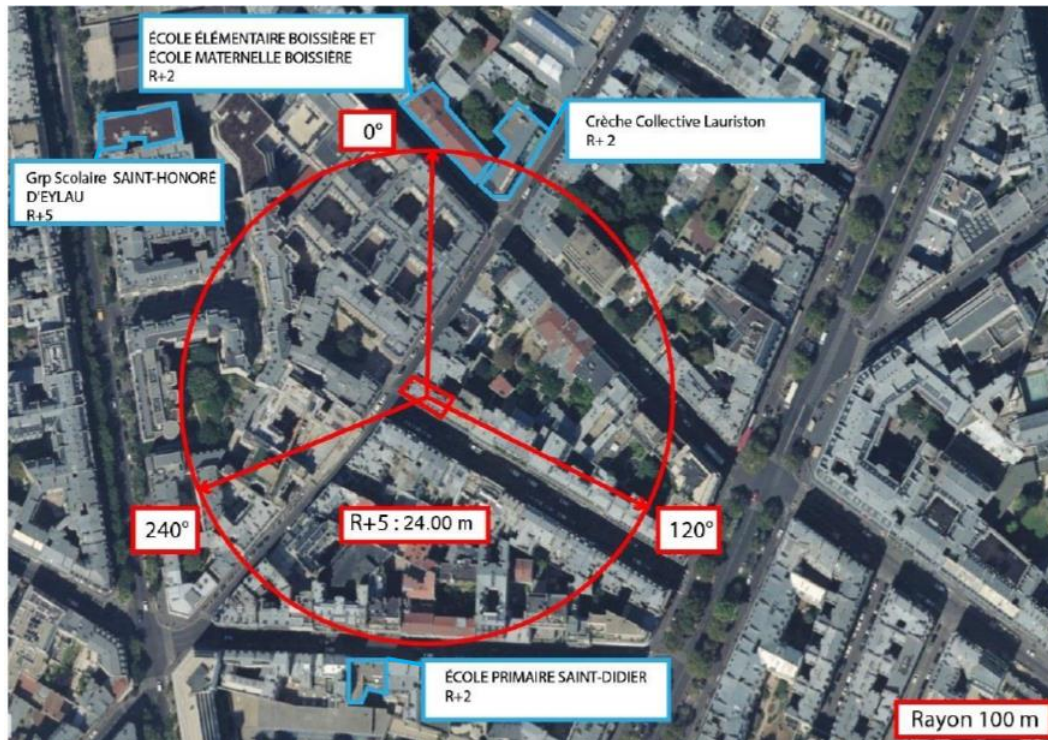 ÉCOLE ÉLÉMENTAIRE BOISSIÈRE ET
ÉCOLE MATERNELLE BOISSIÈRE
R+2
0°
Crèche Collective Lauriston
R+ 2
Grp Scolaire SAINT-HONORÉ
D'EYLAU
R+5
240°
R+5 : 24.00 m
120°
ÉCOLE PRIMAIRE SAINT-DIDIER
R+2
Rayon 100 m